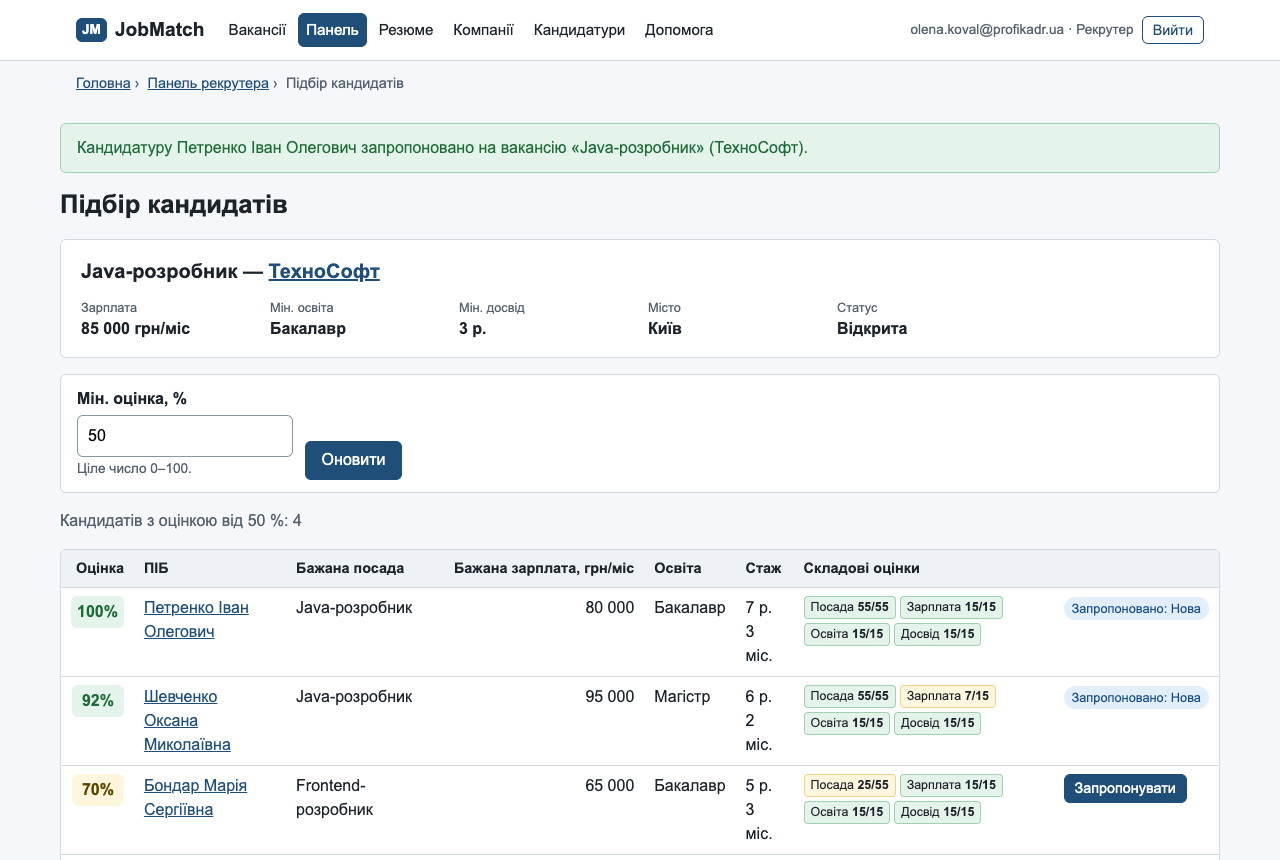 JM JobMatch Вакансії Панель Резюме Компанії Кандидатури Допомога olena.koval@profikadr.ua · Рекрутер Вийти
Головна › Панель рекрутера › Підбір кандидатів
Кандидатуру Петренко Іван Олегович запропоновано на вакансію «Java-розробник» (ТехноСофт).
Підбір кандидатів
Java-розробник — ТехноСофт
Зарплата Мін. освіта Мін. досвід Місто Статус
85 000 грн/міс Бакалавр 3 р. Київ Відкрита
Мін. оцінка, %
50
Ціле число 0–100.
Оновити
Кандидатів з оцінкою від 50 %: 4
Оцінка ПІБ Бажана посада Бажана зарплата, грн/міс Освіта Стаж Складові оцінки
100% Петренко Іван Java-розробник 80 000 Бакалавр 7 р. Посада 55/55 Зарплата 15/15 Запропоновано: Нова
Олегович 3 Освіта 15/15 Досвід 15/15
міс.
92% Шевченко Java-розробник 95 000 Магістр 6 р. Посада 55/55 Зарплата 7/15 Запропоновано: Нова
Оксана 2 Освіта 15/15 Досвід 15/15
Миколаївна міс.
70% Бондар Марія Frontend- 65 000 Бакалавр 5 р. Посада 25/55 Зарплата 15/15 Запропонувати
Сергіївна розробник 3 Освіта 15/15 Досвід 15/15
міс.